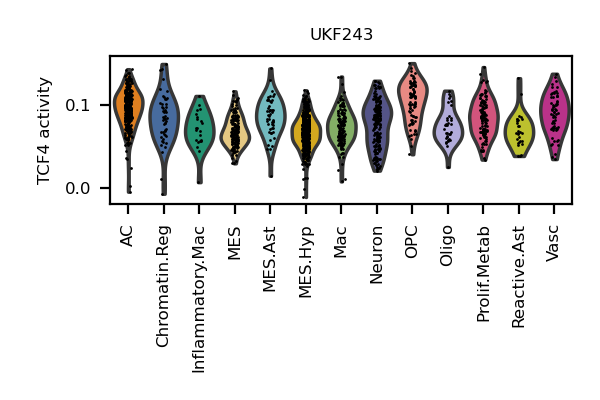 UKF243
TCF4 activity
0.1
0.0
AC
Chromatin.Reg
Inflammatory.Mac
MES
MES.Ast
MES.Hyp
Mac
Neuron
OPC
Oligo
Prolif.Metab
Reactive.Ast
Vasc